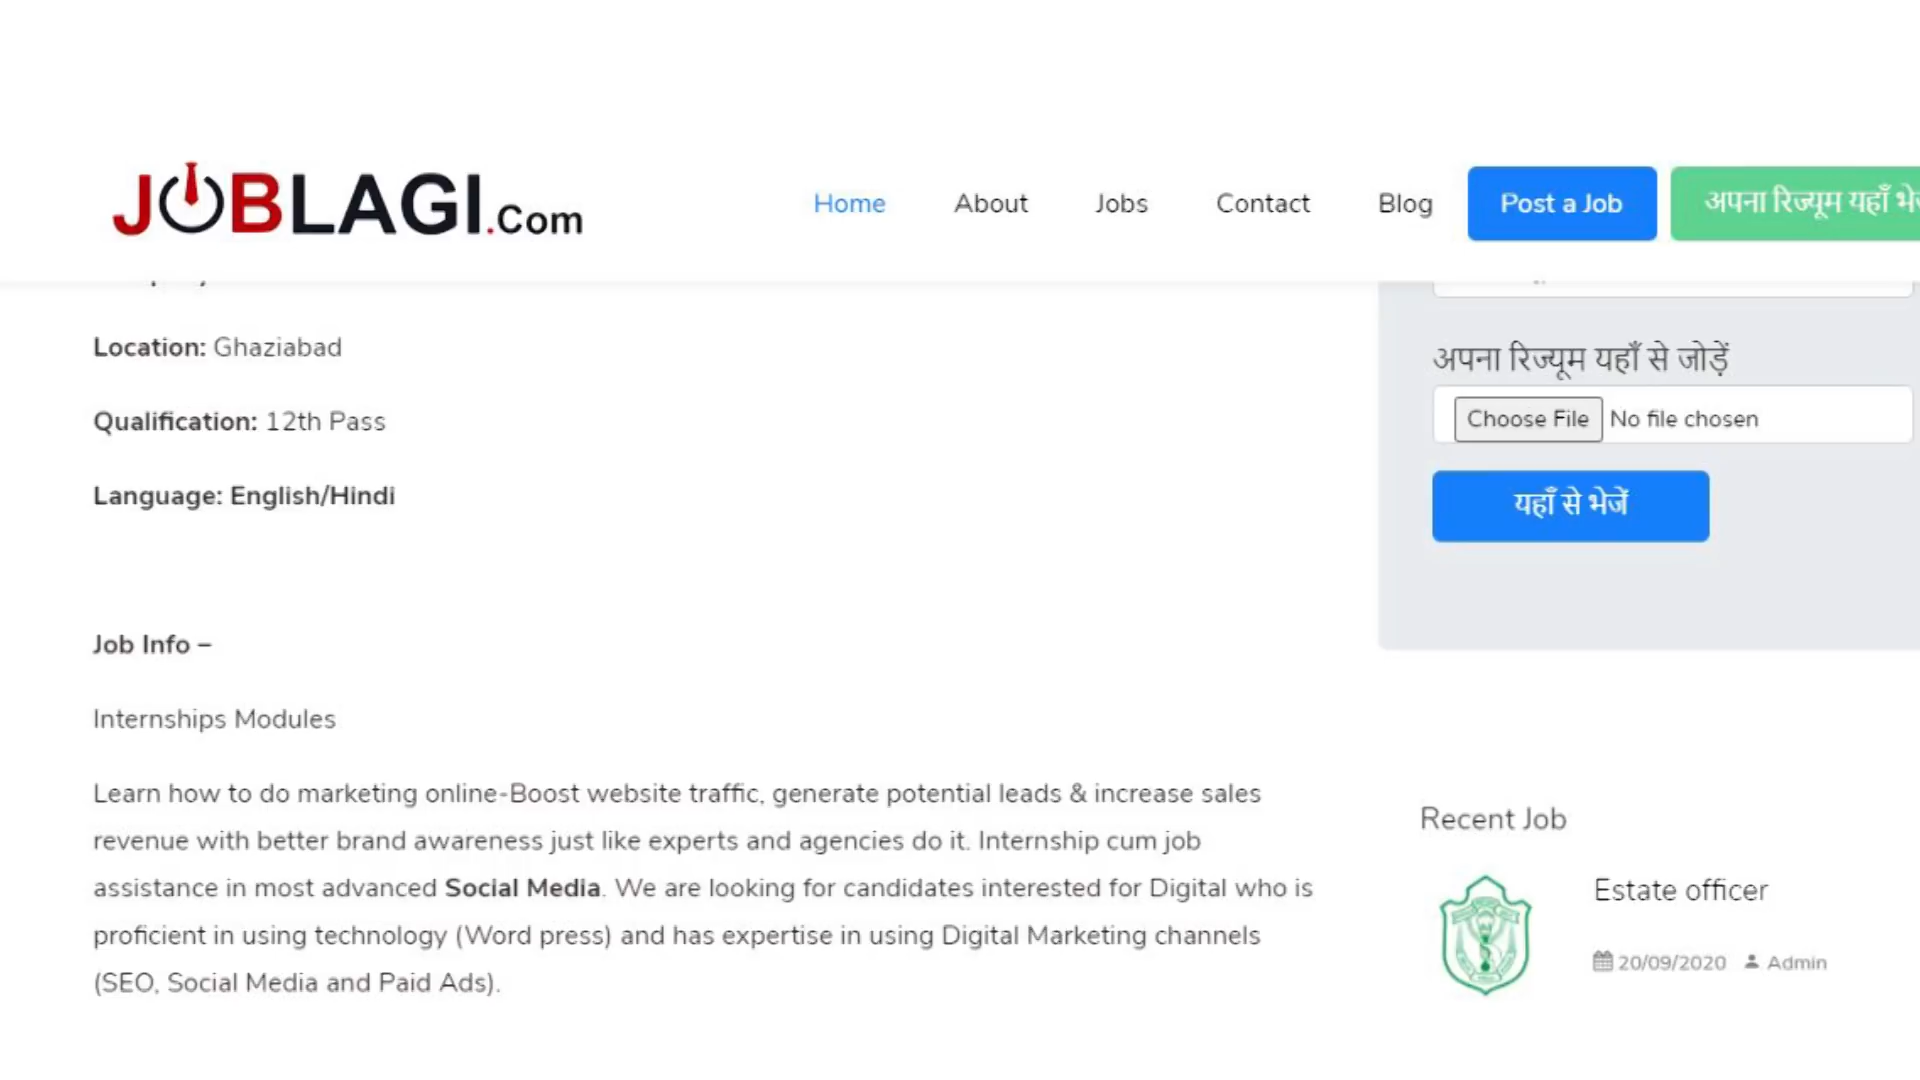 JOBLAGI.Com
Home About Jobs Contact Blog Post a Job अपना रिज्यूम यहाँ
Location: Ghaziabad
Qualification: 12th Pass
Language: English/Hindi
Job Info –
Internships Modules
Learn how to do marketing online-Boost website traffic, generate potential leads & increase sales
revenue with better brand awareness just like experts and agencies do it. Internship cum job
assistance in most advanced Social Media. We are looking for candidates interested for Digital who is
proficient in using technology (Word press) and has expertise in using Digital Marketing channels
(SEO, Social Media and Paid Ads).
अपना रिज्यूम यहाँ से जोड़ें
Choose File No file chosen
यहाँ से भेजें
Recent Job
Estate officer
20/09/2020 Admin